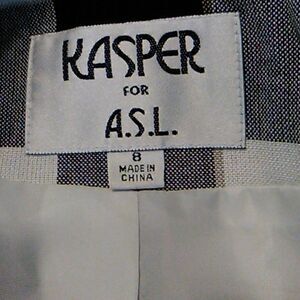 KASPER
FOR
A.S.L.
8
MADE IN
CHINA